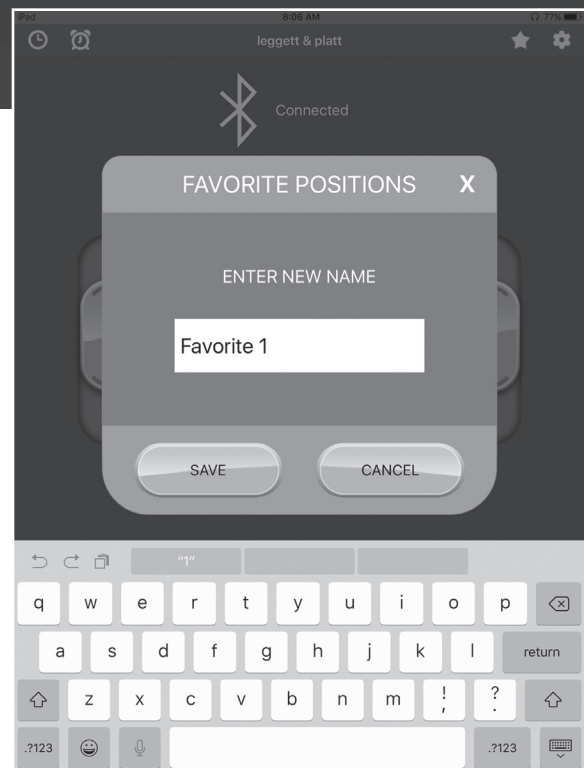 iPad 8:06 AM 77%
leggett & platt
Connected
FAVORITE POSITIONS X
ENTER NEW NAME
Favorite 1
SAVE CANCEL
"1"
q w e r t y u i o p
a s d f g h j k l return
z x c v b n m ! , ? .
.?123 .?123